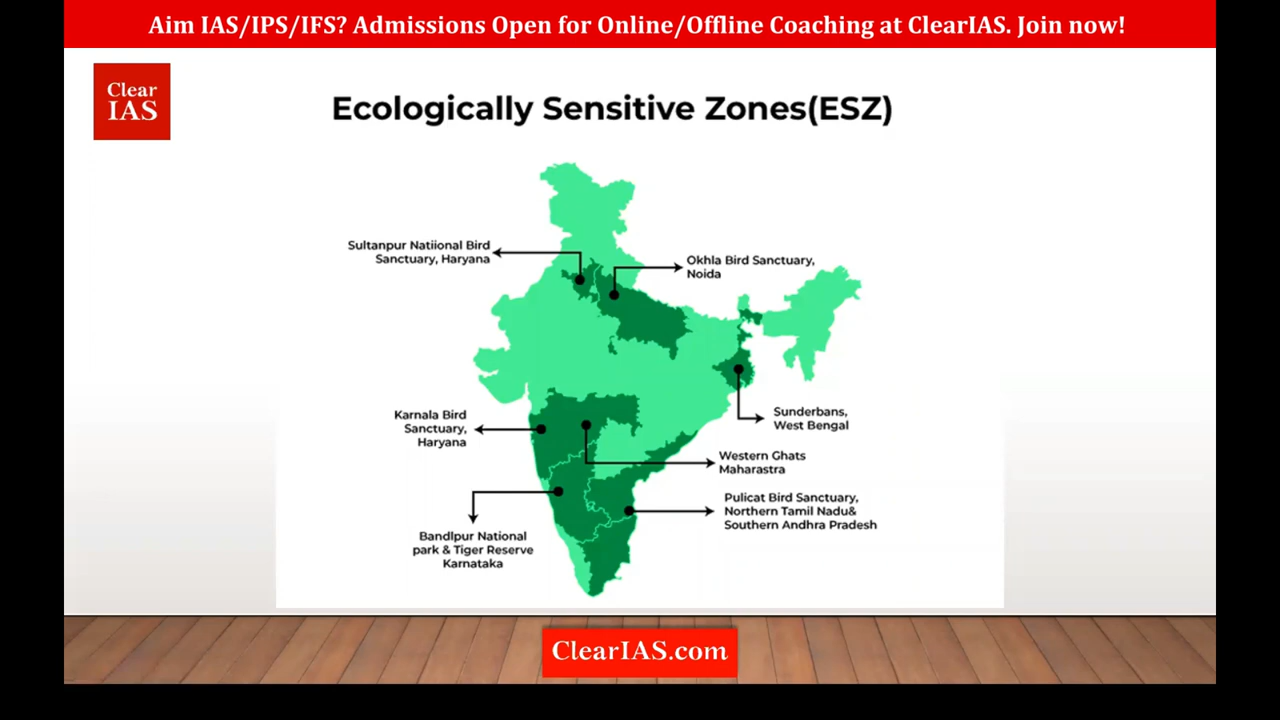 Aim IAS/IPS/IFS? Admissions Open for Online/Offline Coaching at ClearIAS. Join now!
Clear
IAS
Ecologically Sensitive Zones(ESZ)
Sultanpur Natiional Bird
Sanctuary, Haryana
Okhla Bird Sanctuary,
Noida
Karnala Bird
Sanctuary,
Haryana
Sunderbans,
West Bengal
Western Ghats
Maharastra
Pulicat Bird Sanctuary,
Northern Tamil Nadu&
Southern Andhra Pradesh
Bandlpur National
park & Tiger Reserve
Karnataka
ClearIAS.com